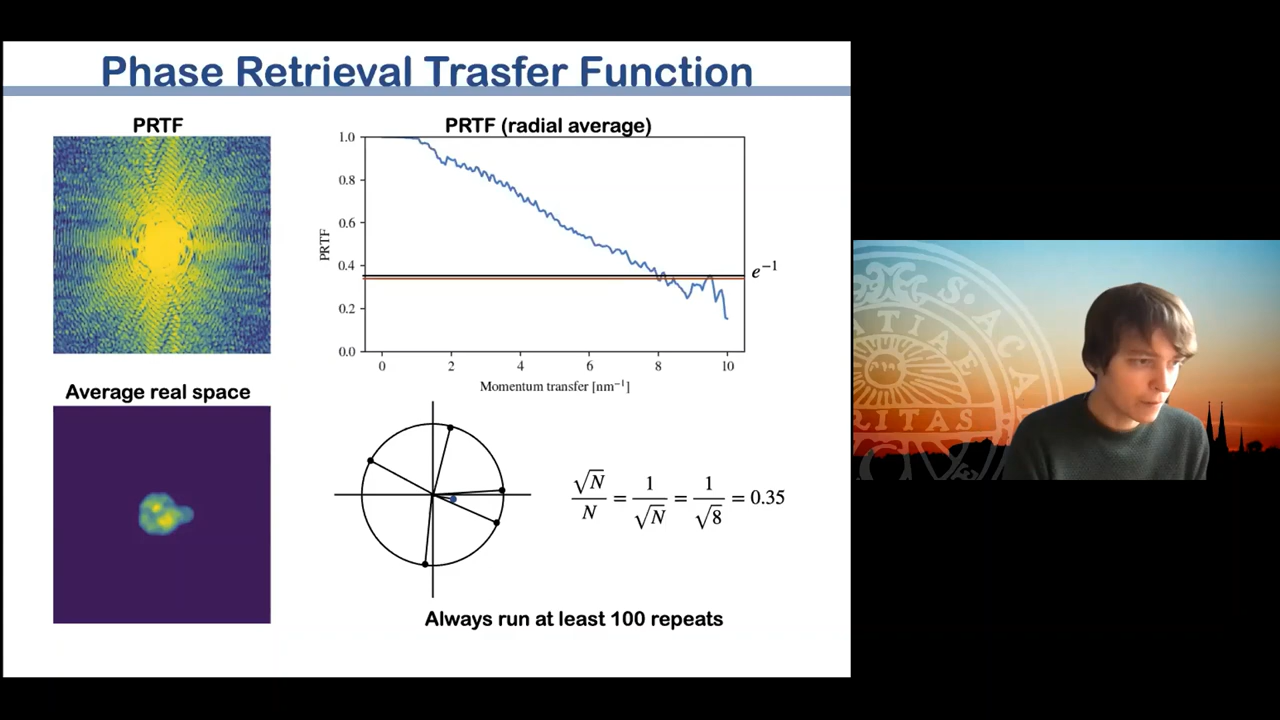 Phase Retrieval Trasfer Function
PRTF
PRTF (radial average)
1.0
0.8
0.6
0.4
0.2
0.0
PRTF
e⁻¹
0 2 4 6 8 10
Momentum transfer [nm⁻¹]
Average real space
√N/N = 1/√N = 1/√8 = 0.35
Always run at least 100 repeats
S. ACA
RITAS